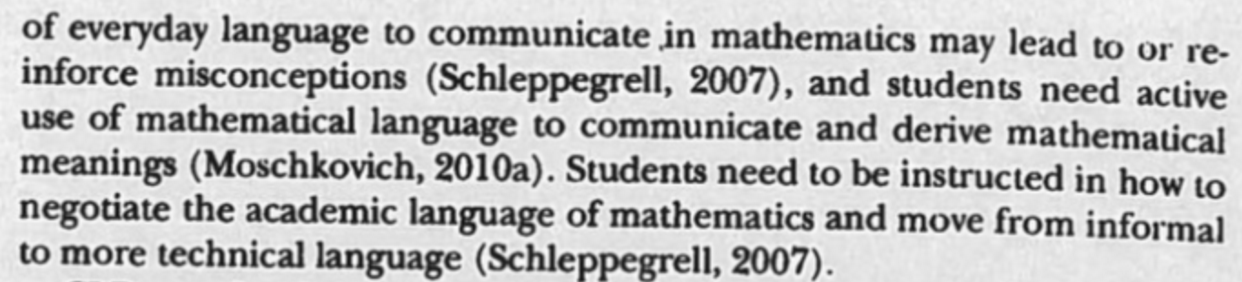 of everyday language to communicate in mathematics may lead to or re-
inforce misconceptions (Schleppegrell, 2007), and students need active
use of mathematical language to communicate and derive mathematical
meanings (Moschkovich, 2010a). Students need to be instructed in how to
negotiate the academic language of mathematics and move from informal
to more technical language (Schleppegrell, 2007).